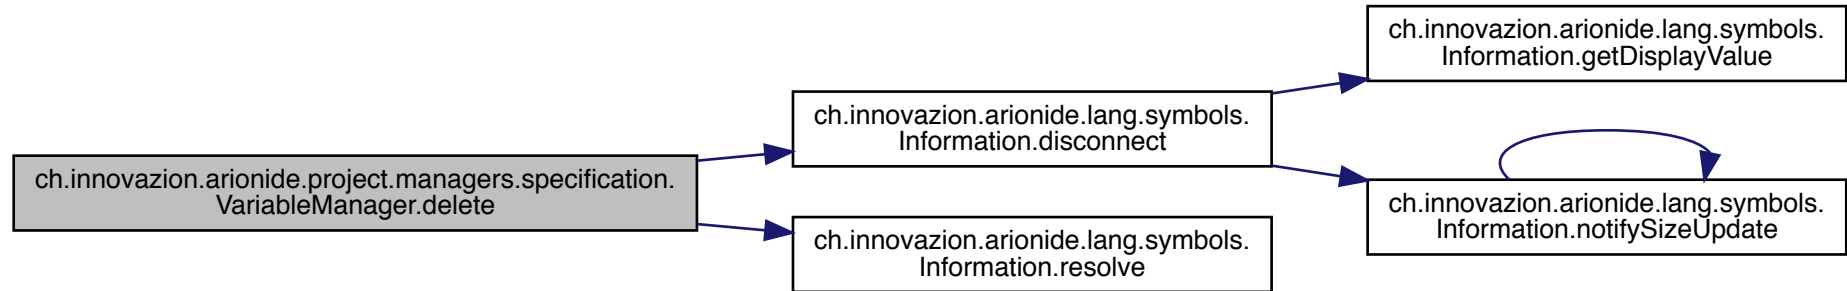 ch.innovazion.arionide.project.managers.specification.
VariableManager.delete
ch.innovazion.arionide.lang.symbols.
Information.disconnect
ch.innovazion.arionide.lang.symbols.
Information.resolve
ch.innovazion.arionide.lang.symbols.
Information.getDisplayValue
ch.innovazion.arionide.lang.symbols.
Information.notifySizeUpdate